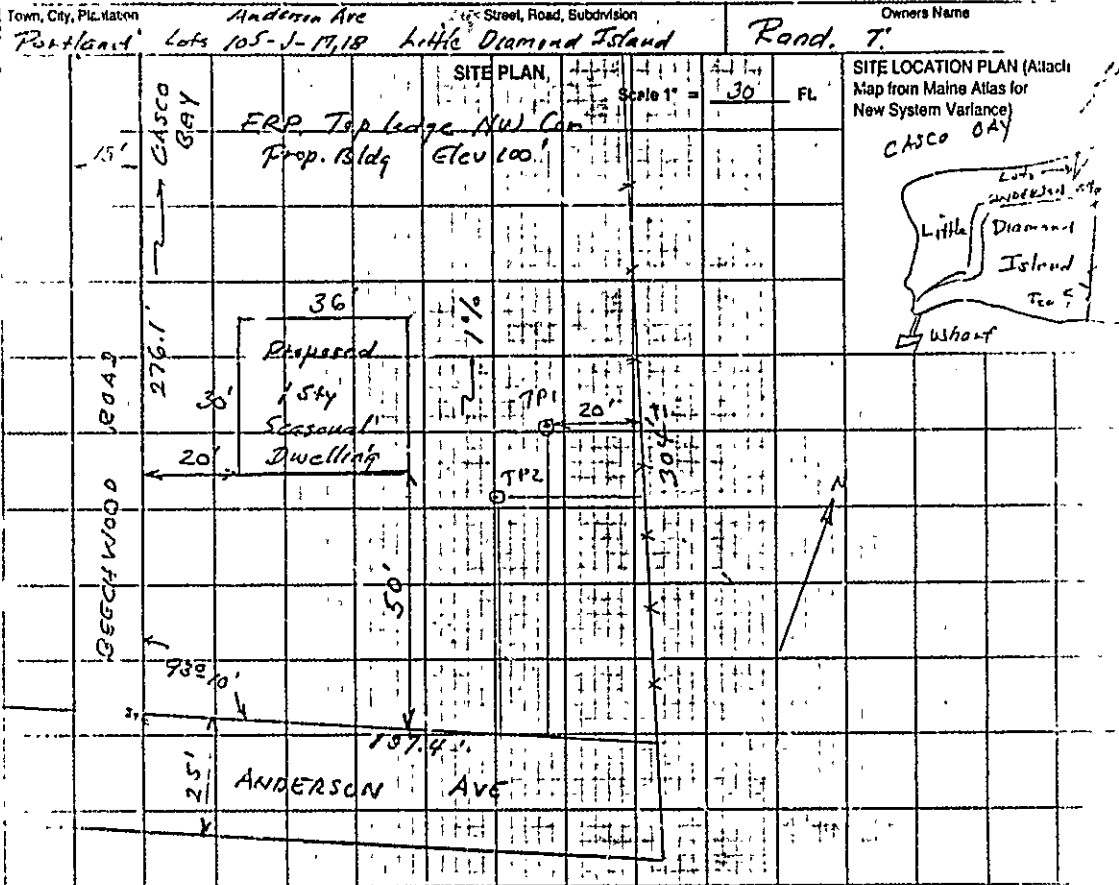 Town, City, Plantation
Street, Road, Subdivision
Owners Name
Anderson Ave
Portland Lots 105-J-17,18 Little Diamond Island
Rand. T.
SITE PLAN
Scale 1" = 30 Ft.
SITE LOCATION PLAN (Attach
Map from Maine Atlas for
New System Variance)
CASCO BAY
Lots
ANDERSON
Little Diamond
Island
Wharf
CASCO
BAY
15'
ERP. Top ledge NW Cor
Prop. Bldg Elev 100'
276.1'
BEECHWOOD ROAD
36'
Proposed
1 Sty
Seasonal
Dwelling
30'
20'
1%
TP1
20'
TP2
304'±
N
50'
93º10'
197.4
25'
ANDERSON AVE